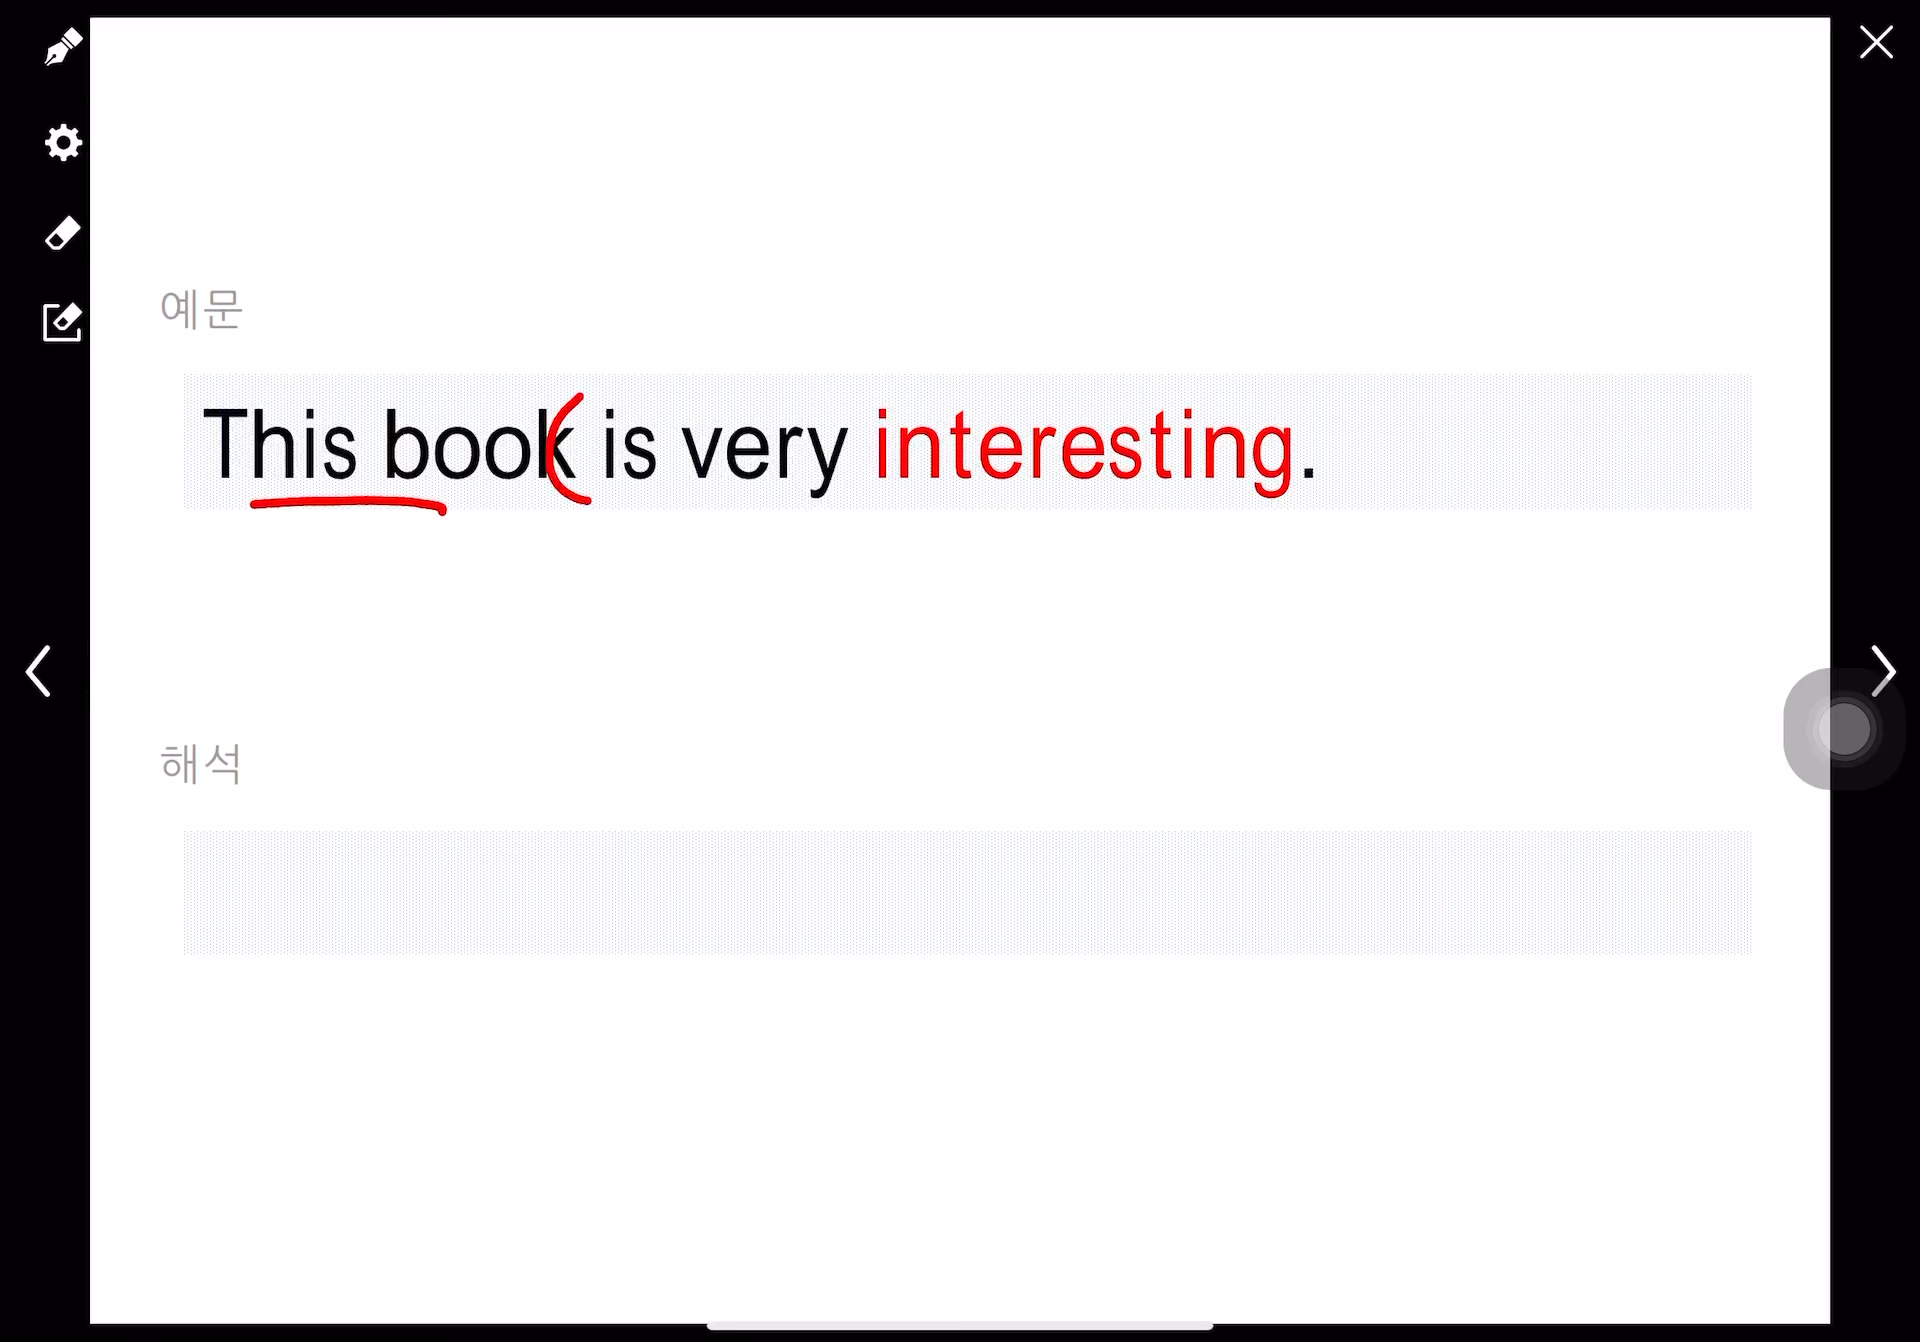 예문
This book is very interesting.
해석